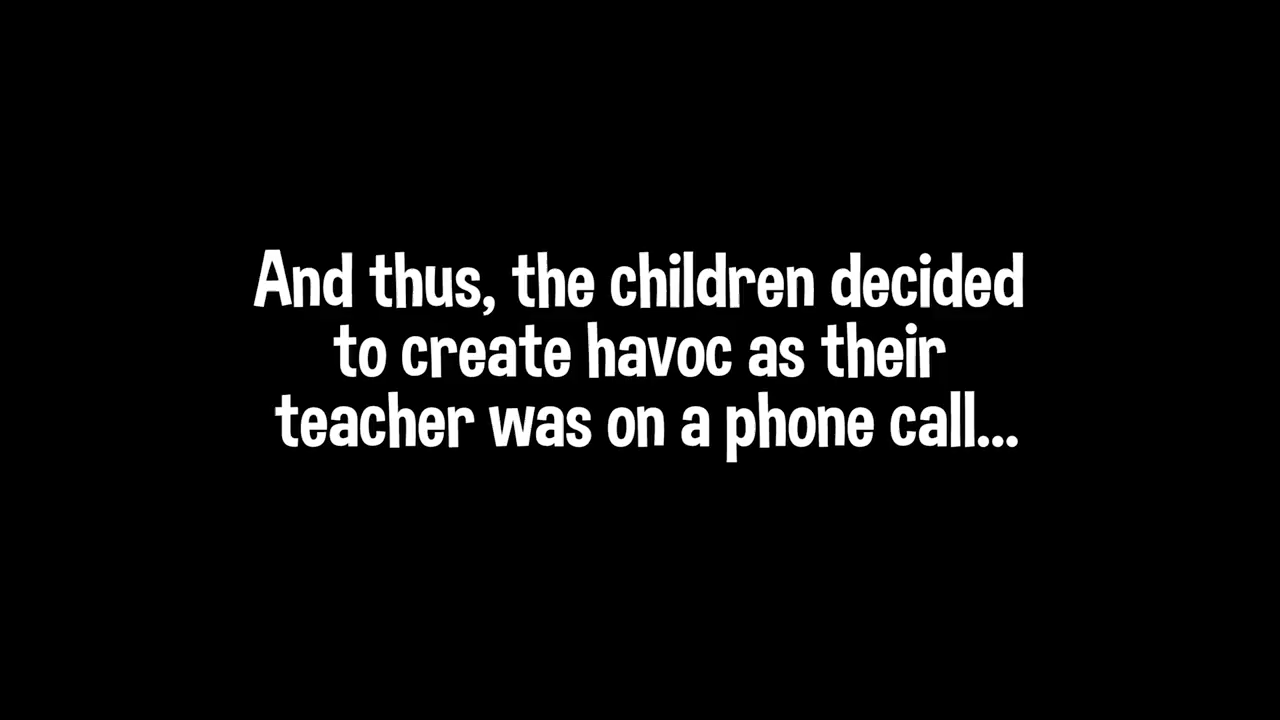 And thus, the children decided
to create havoc as their
teacher was on a phone call...